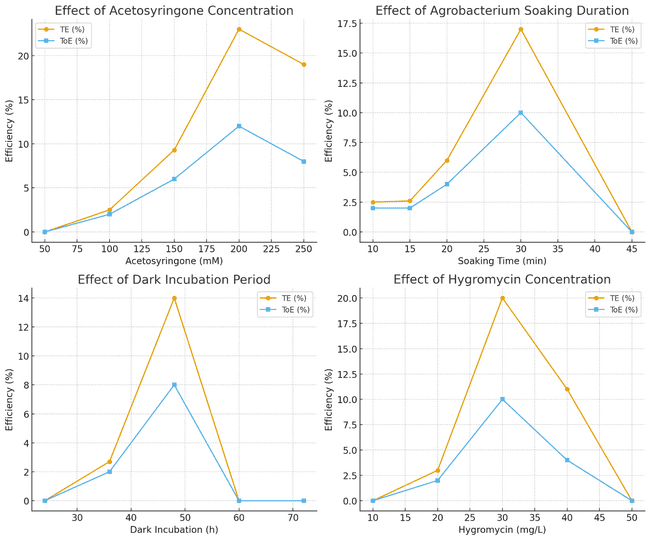 Effect of Acetosyringone Concentration
TE (%)
ToE (%)
Efficiency (%)
20
15
10
5
0
50 75 100 125 150 175 200 225 250
Acetosyringone (mM)
Effect of Agrobacterium Soaking Duration
TE (%)
ToE (%)
Efficiency (%)
17.5
15.0
12.5
10.0
7.5
5.0
2.5
0.0
10 15 20 25 30 35 40 45
Soaking Time (min)
Effect of Dark Incubation Period
TE (%)
ToE (%)
Efficiency (%)
14
12
10
8
6
4
2
0
30 40 50 60 70
Dark Incubation (h)
Effect of Hygromycin Concentration
TE (%)
ToE (%)
Efficiency (%)
20.0
17.5
15.0
12.5
10.0
7.5
5.0
2.5
0.0
10 15 20 25 30 35 40 45 50
Hygromycin (mg/L)